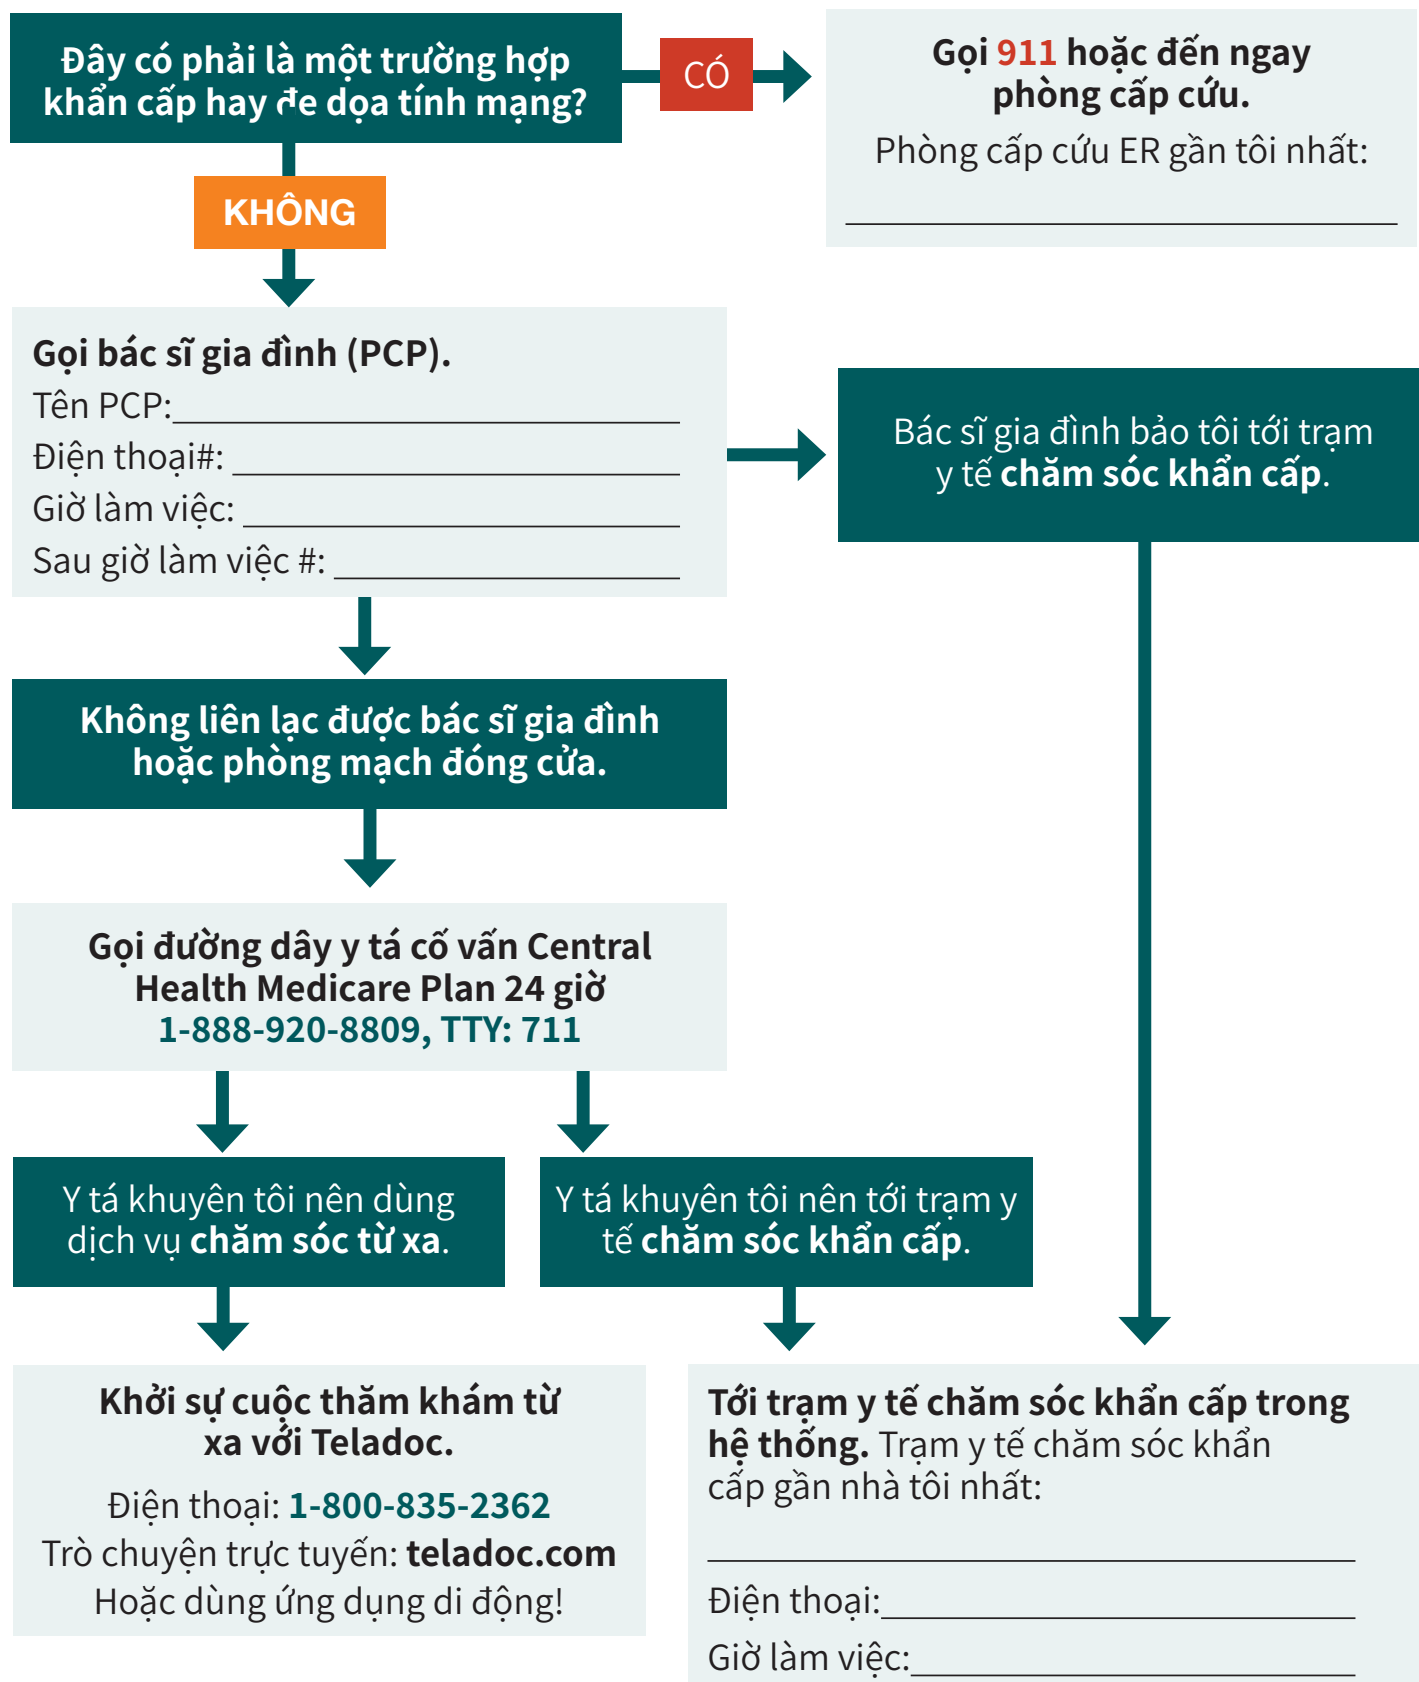 Đây có phải là một trường hợp
khẩn cấp hay đe dọa tính mạng?
CÓ
Gọi 911 hoặc đến ngay
phòng cấp cứu.
Phòng cấp cứu ER gần tôi nhất:
KHÔNG
Gọi bác sĩ gia đình (PCP).
Tên PCP:
Điện thoại#:
Giờ làm việc:
Sau giờ làm việc #:
Bác sĩ gia đình bảo tôi tới trạm
y tế chăm sóc khẩn cấp.
Không liên lạc được bác sĩ gia đình
hoặc phòng mạch đóng cửa.
Gọi đường dây y tá cố vấn Central
Health Medicare Plan 24 giờ
1-888-920-8809, TTY: 711
Y tá khuyên tôi nên dùng
dịch vụ chăm sóc từ xa.
Y tá khuyên tôi nên tới trạm y
tế chăm sóc khẩn cấp.
Khởi sự cuộc thăm khám từ
xa với Teladoc.
Điện thoại: 1-800-835-2362
Trò chuyện trực tuyến: teladoc.com
Hoặc dùng ứng dụng di động!
Tới trạm y tế chăm sóc khẩn cấp trong
hệ thống. Trạm y tế chăm sóc khẩn
cấp gần nhà tôi nhất:
Điện thoại:
Giờ làm việc: